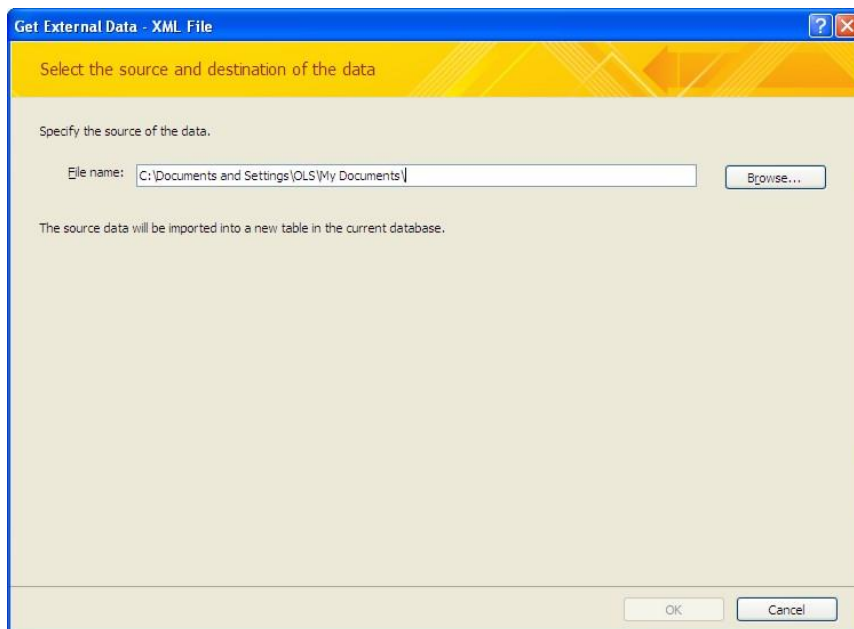 Get External Data - XML File
Select the source and destination of the data
Specify the source of the data.
File name: C:\Documents and Settings\OLS\My Documents\ Browse...
The source data will be imported into a new table in the current database.
OK Cancel